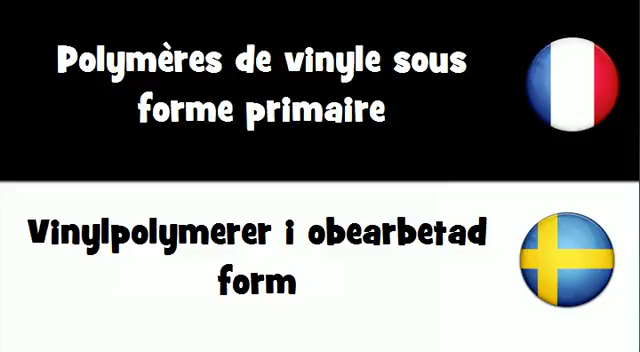 Polymères de vinyle sous
forme primaire
Vinylpolymerer i obearbetad
form